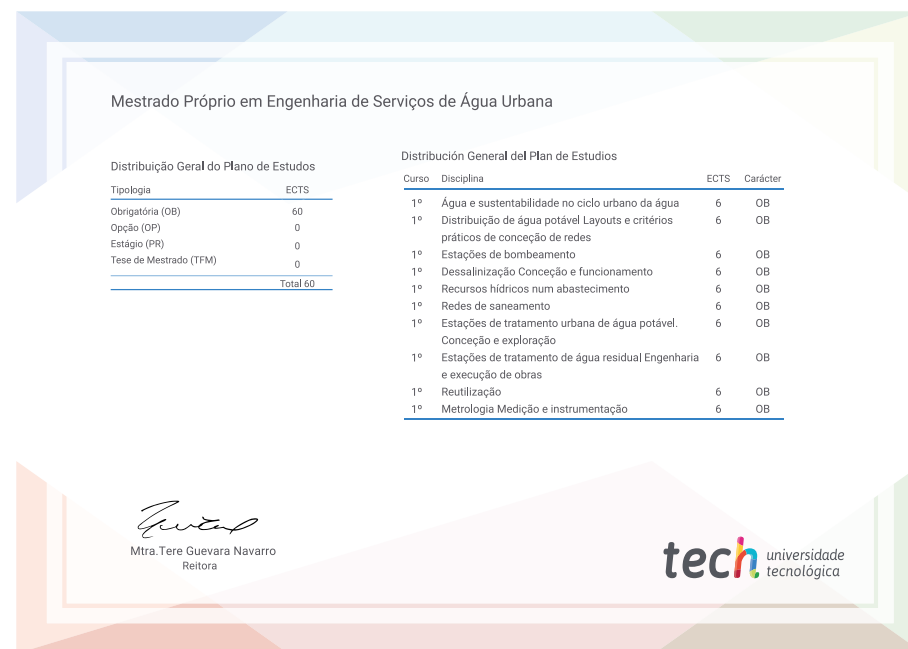 Mestrado Próprio em Engenharia de Serviços de Água Urbana
Distribuição Geral do Plano de Estudos
Tipologia ECTS
Obrigatória (OB) 60
Opção (OP) 0
Estágio (PR) 0
Tese de Mestrado (TFM) 0
Total 60
Distribución General del Plan de Estudios
Curso Disciplina ECTS Carácter
1º Água e sustentabilidade no ciclo urbano da água 6 OB
1º Distribuição de água potável Layouts e critérios 6 OB
práticos de conceção de redes
1º Estações de bombeamento 6 OB
1º Dessalinização Conceção e funcionamento 6 OB
1º Recursos hídricos num abastecimento 6 OB
1º Redes de saneamento 6 OB
1º Estações de tratamento urbana de água potável. 6 OB
Conceção e exploração
1º Estações de tratamento de água residual Engenharia 6 OB
e execução de obras
1º Reutilização 6 OB
1º Metrologia Medição e instrumentação 6 OB
Mtra.Tere Guevara Navarro
Reitora
tech universidade
tecnológica